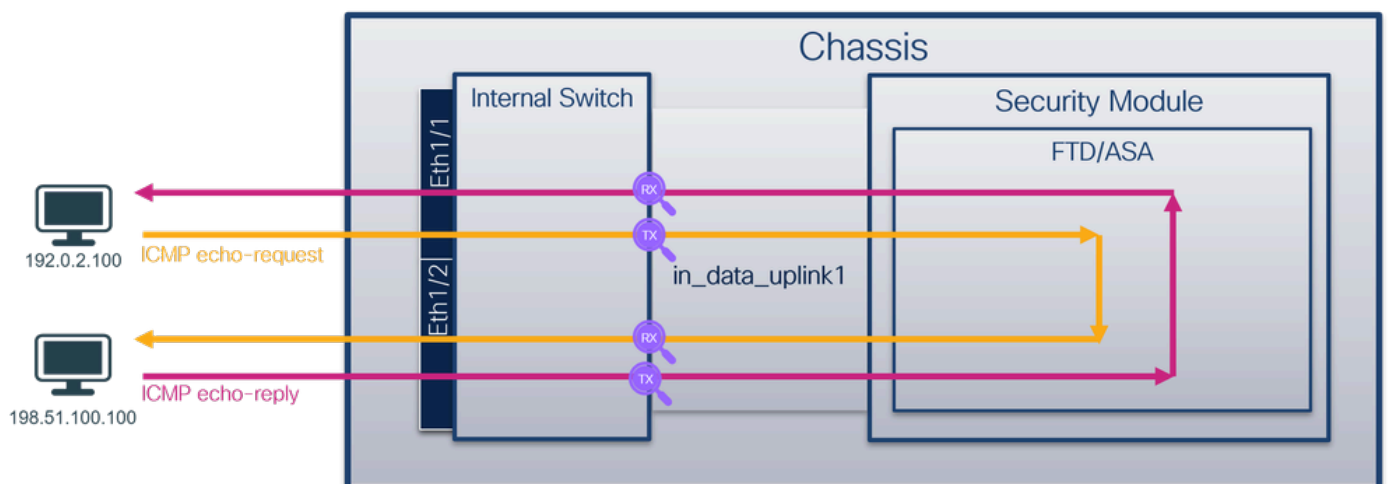 Chassis
Internal Switch
Security Module
FTD/ASA
Eth1/1
RX
192.0.2.100
ICMP echo-request
TX
in_data_uplink1
Eth1/2
RX
198.51.100.100
ICMP echo-reply
TX